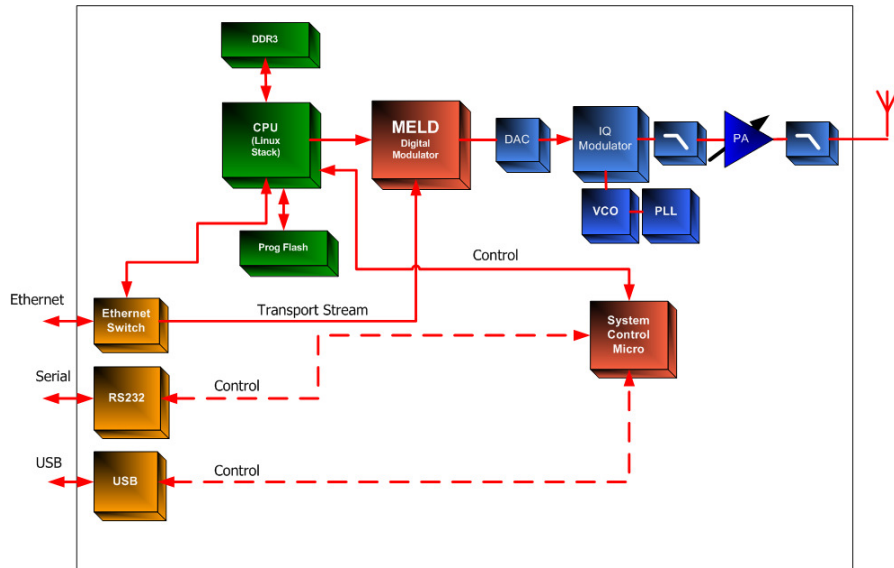 DDR3
CPU
(Linux
Stack)
MELD
Digital
Modulator
DAC
IQ
Modulator
PA
VCO
PLL
Prog Flash
Control
Ethernet
Ethernet
Switch
Transport Stream
System
Control
Micro
Serial
RS232
Control
USB
USB
Control